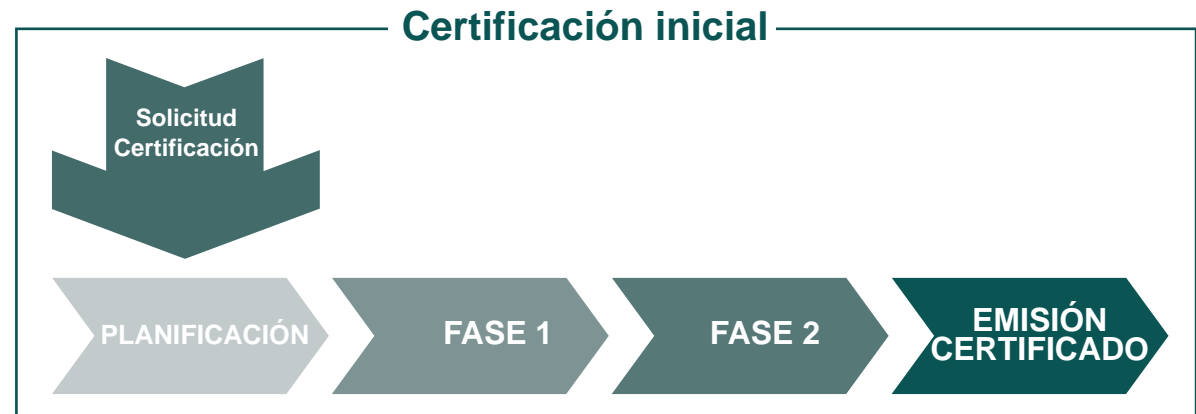 Certificación inicial
Solicitud
Certificación
PLANIFICACIÓN
FASE 1
FASE 2
EMISIÓN
CERTIFICADO